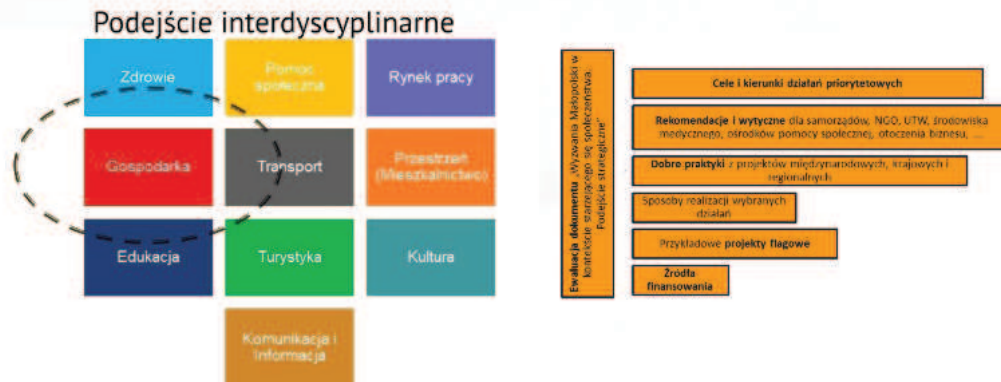 Podejście interdyscyplinarne
Zdrowie
Pomoc
społeczna
Rynek pracy
Gospodarka
Transport
Przestrzeń
(Mieszkalnictwo)
Edukacja
Turystyka
Kultura
Komunikacja i
Informacja
Ewaluacja dokumentu „Wyzwania Małopolski w
kontekście starzejącego się społeczeństwa.
Podejście strategiczne”
Cele i kierunki działań priorytetowych
Rekomendacje i wytyczne dla samorządów, NGO, UTW, środowiska
medycznego, ośrodków pomocy społecznej, otoczenia biznesu, ...
Dobre praktyki z projektów międzynarodowych, krajowych i
regionalnych
Sposoby realizacji wybranych
działań
Przykładowe projekty flagowe
Źródła
finansowania